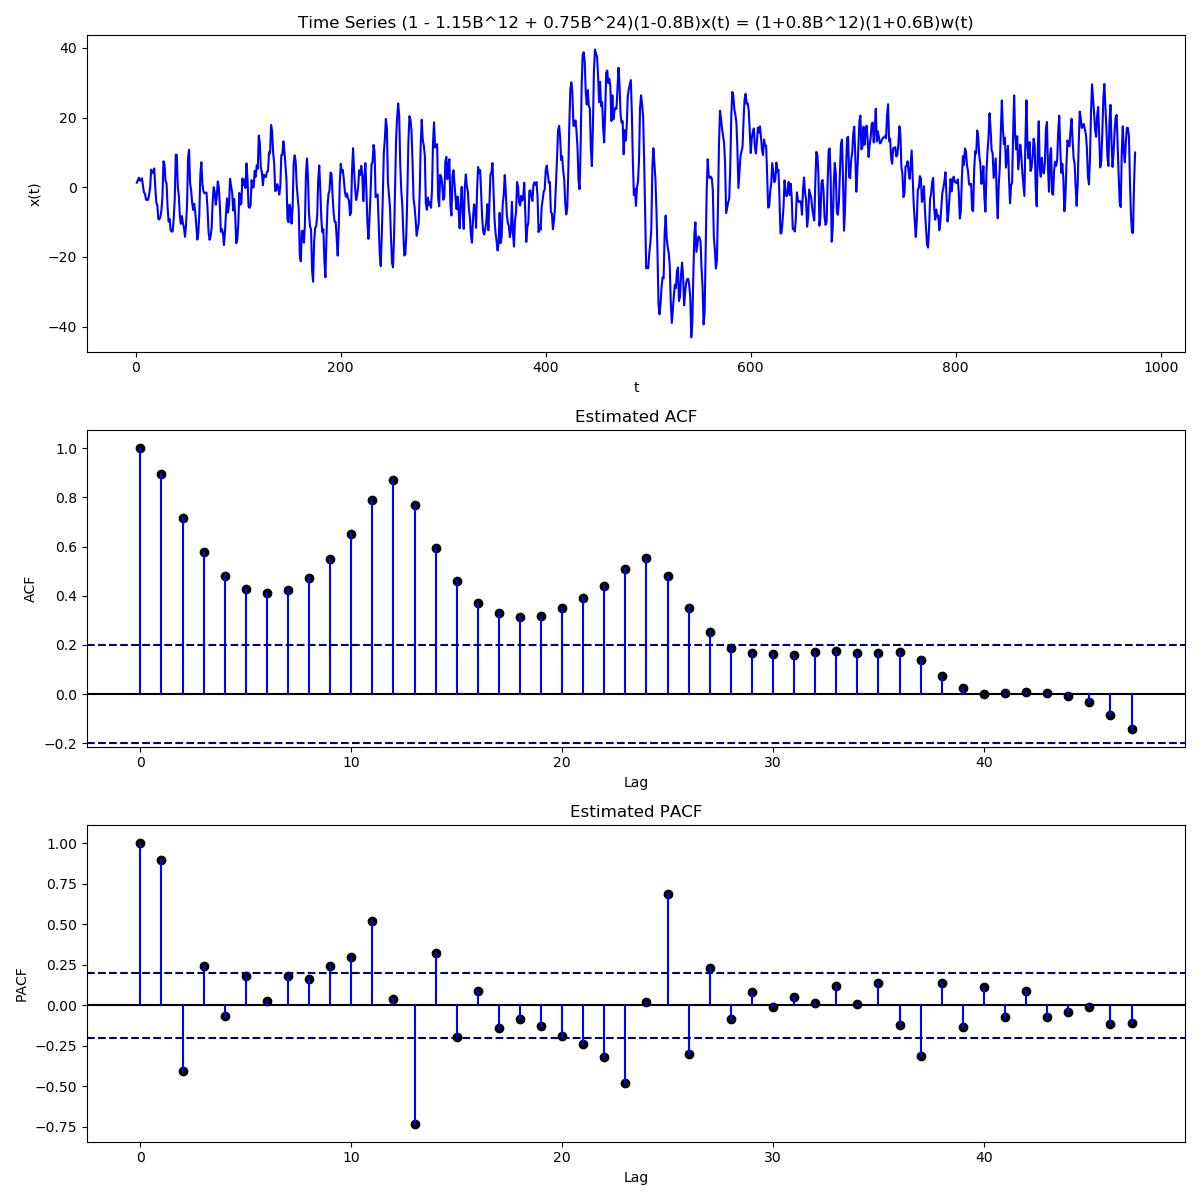 Time Series (1 - 1.15B^12 + 0.75B^24)(1-0.8B)x(t) = (1+0.8B^12)(1+0.6B)w(t)
40
20
0
−20
−40
x(t)
0 200 400 600 800 1000
t
Estimated ACF
1.0
0.8
0.6
0.4
0.2
0.0
−0.2
ACF
0 10 20 30 40
Lag
Estimated PACF
1.00
0.75
0.50
0.25
0.00
−0.25
−0.50
−0.75
PACF
0 10 20 30 40
Lag